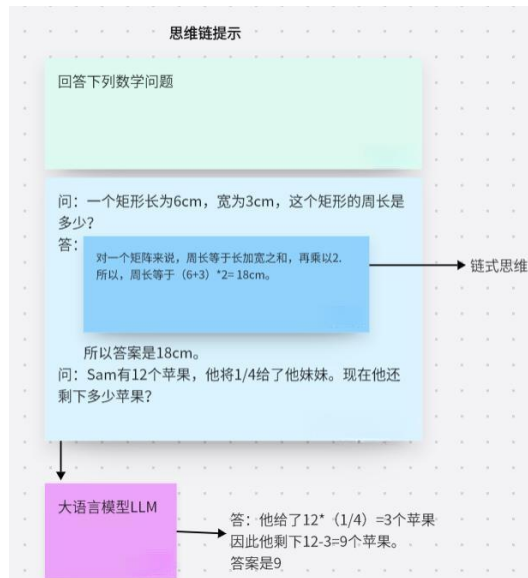 思维链提示
回答下列数学问题
问：一个矩形长为6cm，宽为3cm，这个矩形的周长是
多少？
答：
对一个矩阵来说，周长等于长加宽之和，再乘以2.
所以，周长等于（6+3）*2= 18cm。
链式思维
所以答案是18cm。
问：Sam有12个苹果，他将1/4给了他妹妹。现在他还
剩下多少苹果？
大语言模型LLM
答：他给了12*（1/4）=3个苹果
因此他剩下12-3=9个苹果。
答案是9